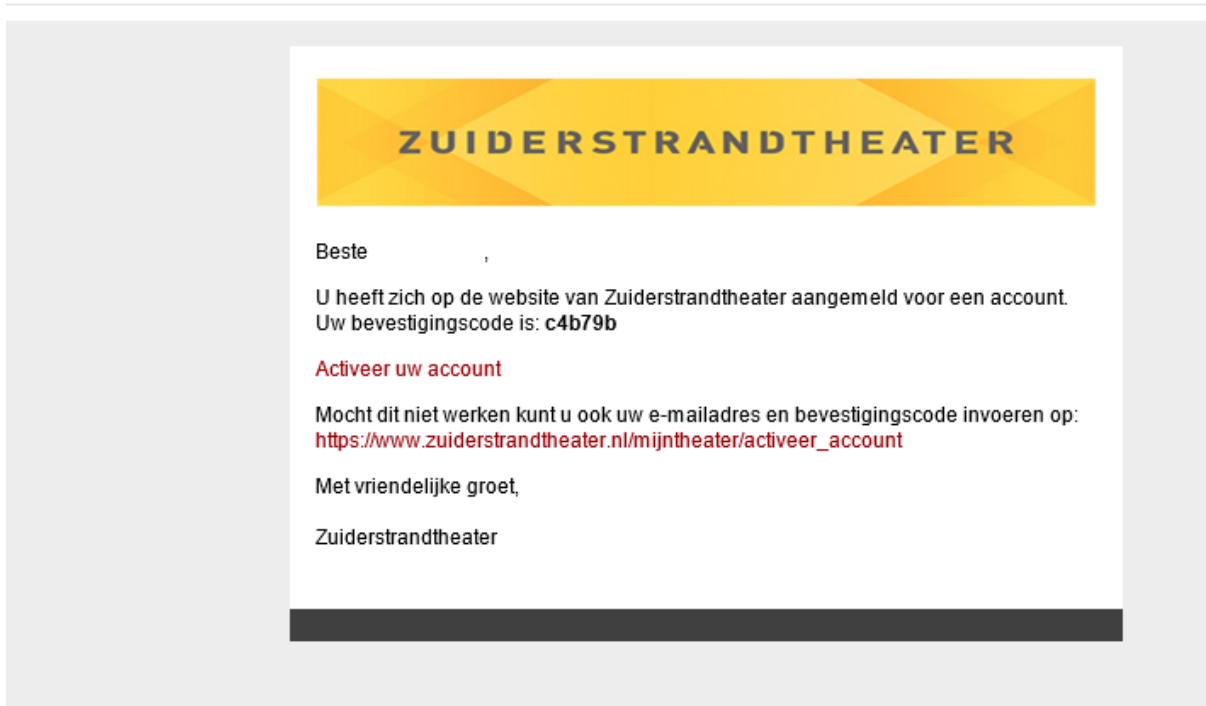 ZUIDERSTRANDTHEATER
Beste ,
U heeft zich op de website van Zuiderstrandtheater aangemeld voor een account.
Uw bevestigingscode is: c4b79b
Activeer uw account
Mocht dit niet werken kunt u ook uw e-mailadres en bevestigingscode invoeren op:
https://www.zuiderstrandtheater.nl/mijntheater/activeer_account
Met vriendelijke groet,
Zuiderstrandtheater